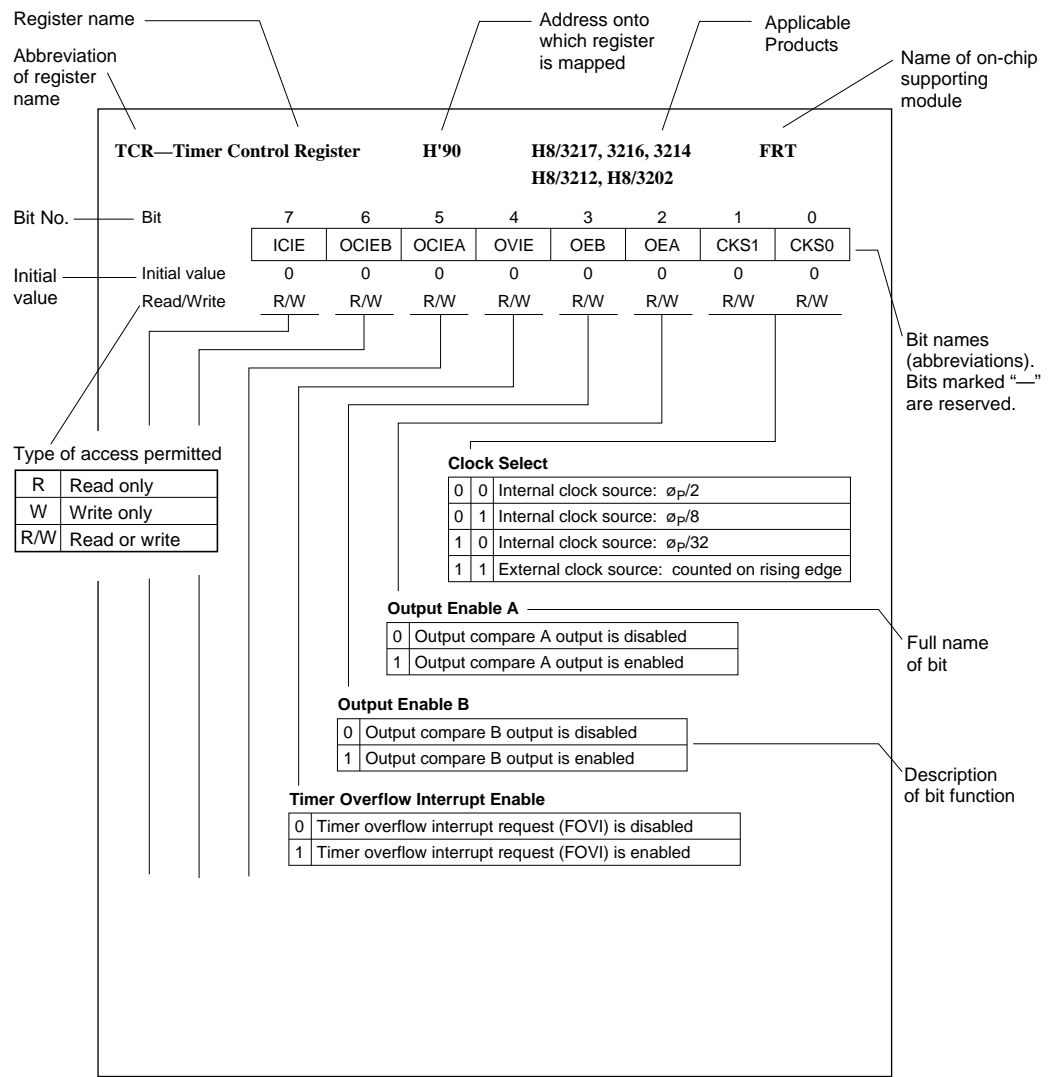 Register name
Address onto
which register
is mapped
Applicable
Products
Abbreviation
of register
name
Name of on-chip
supporting
module
TCR—Timer Control Register H'90 H8/3217, 3216, 3214 FRT
H8/3212, H8/3202
Bit No. Bit 7 6 5 4 3 2 1 0
ICIE OCIEB OCIEA OVIE OEB OEA CKS1 CKS0
Initial
value
Initial value 0 0 0 0 0 0 0 0
Read/Write R/W R/W R/W R/W R/W R/W R/W R/W
Bit names
(abbreviations).
Bits marked “—”
are reserved.
Type of access permitted
R Read only
W Write only
R/W Read or write
Clock Select
0 0 Internal clock source: øP/2
0 1 Internal clock source: øP/8
1 0 Internal clock source: øP/32
1 1 External clock source: counted on rising edge
Output Enable A
0 Output compare A output is disabled
1 Output compare A output is enabled
Full name
of bit
Output Enable B
0 Output compare B output is disabled
1 Output compare B output is enabled
Description
of bit function
Timer Overflow Interrupt Enable
0 Timer overflow interrupt request (FOVI) is disabled
1 Timer overflow interrupt request (FOVI) is enabled